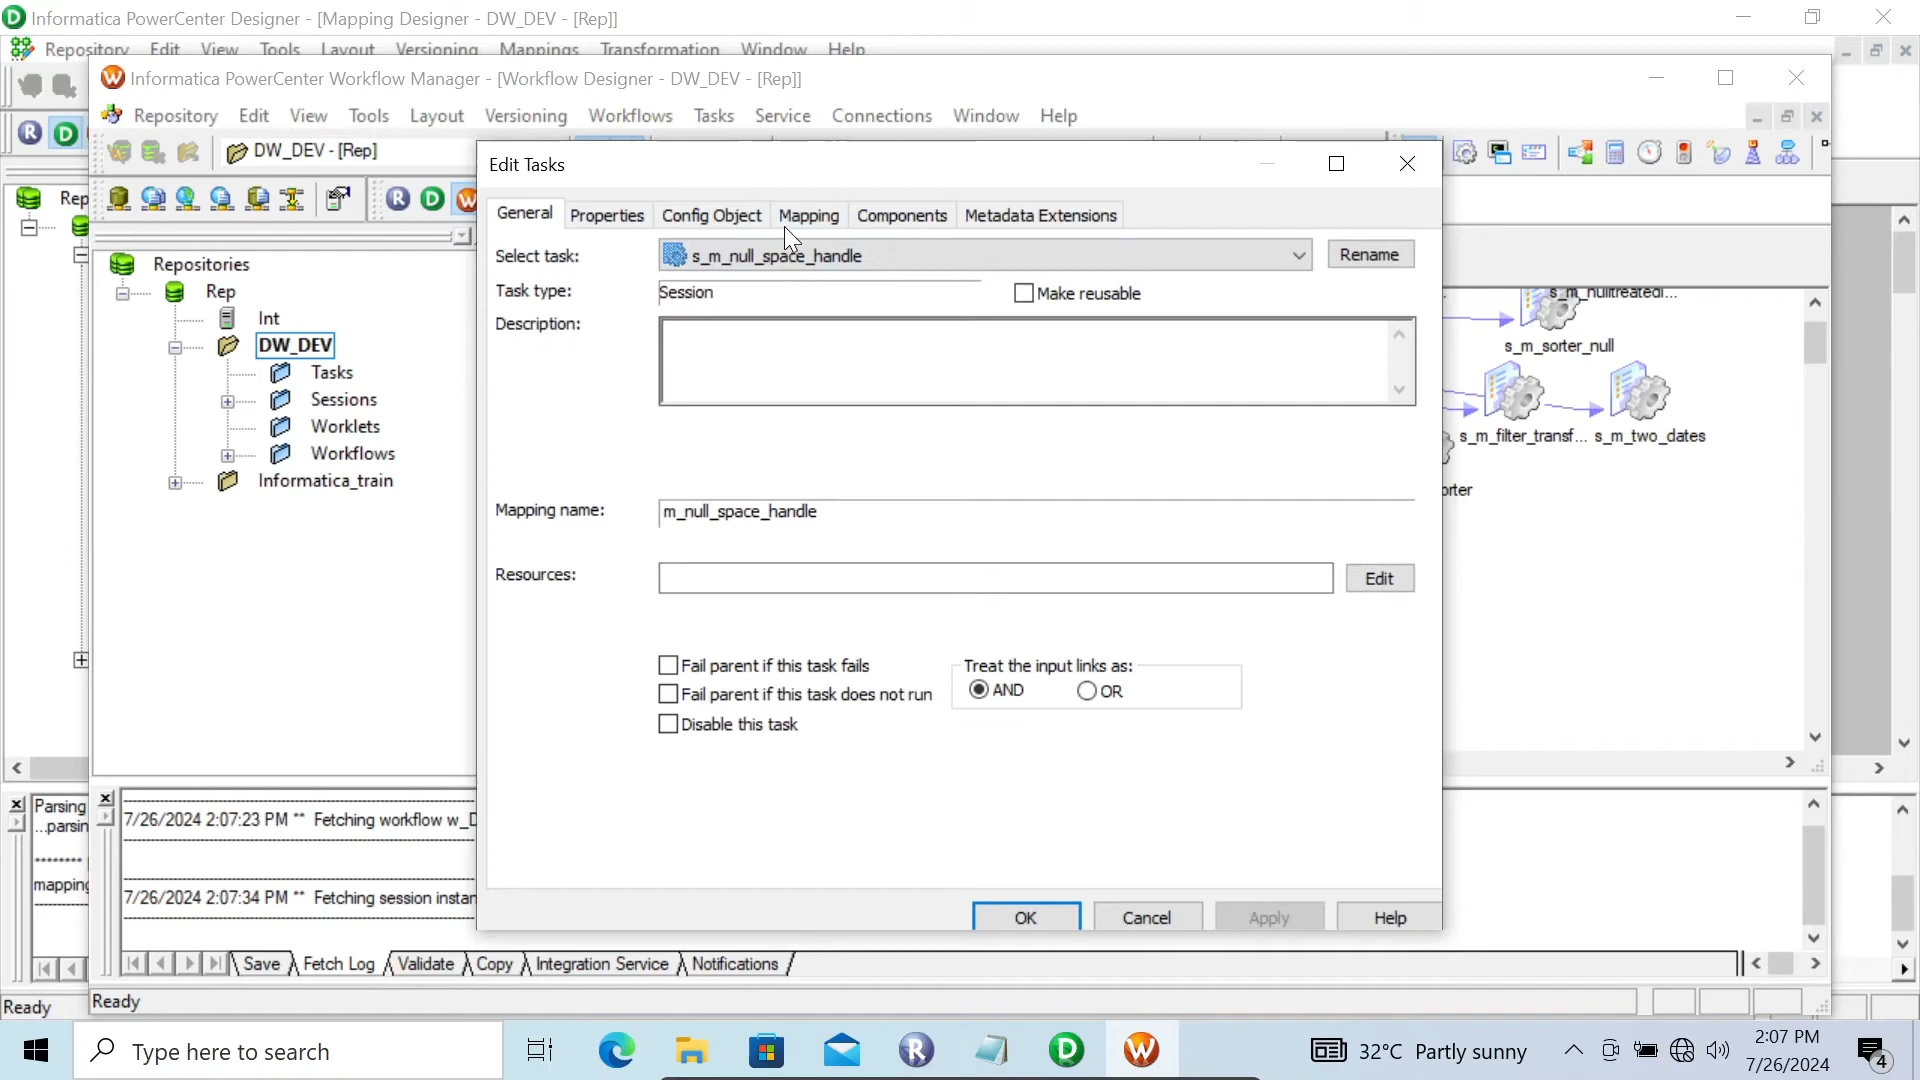 Informatica PowerCenter Designer - [Mapping Designer - DW_DEV - [Rep]]
Repository Edit View Tools Layout Versioning Mappings Transformation Window Help
Informatica PowerCenter Workflow Manager - [Workflow Designer - DW_DEV - [Rep]]
Repository Edit View Tools Layout Versioning Workflows Tasks Service Connections Window Help
DW_DEV - [Rep]
Edit Tasks
General Properties Config Object Mapping Components Metadata Extensions
Select task: s_m_null_space_handle Rename
Task type: Session Make reusable
Description:
Mapping name: m_null_space_handle
Resources: Edit
Fail parent if this task fails
Fail parent if this task does not run
Disable this task
Treat the input links as:
AND OR
OK Cancel Apply Help
Rep
Repositories
Rep
Int
DW_DEV
Tasks
Sessions
Worklets
Workflows
Informatica_train
s_m_sorter_null
s_m_filter_transf... s_m_two_dates
orter
Parsing
...parsin
********
mapping
7/26/2024 2:07:23 PM ** Fetching workflow w_D
7/26/2024 2:07:34 PM ** Fetching session instan
Save Fetch Log Validate Copy Integration Service Notifications
Ready
Ready
Type here to search
32°C Partly sunny
2:07 PM
7/26/2024
4